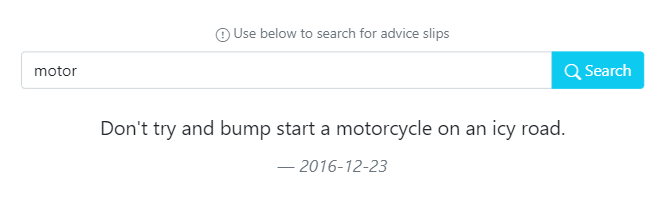 Use below to search for advice slips
motor
Search
Don't try and bump start a motorcycle on an icy road.
— 2016-12-23